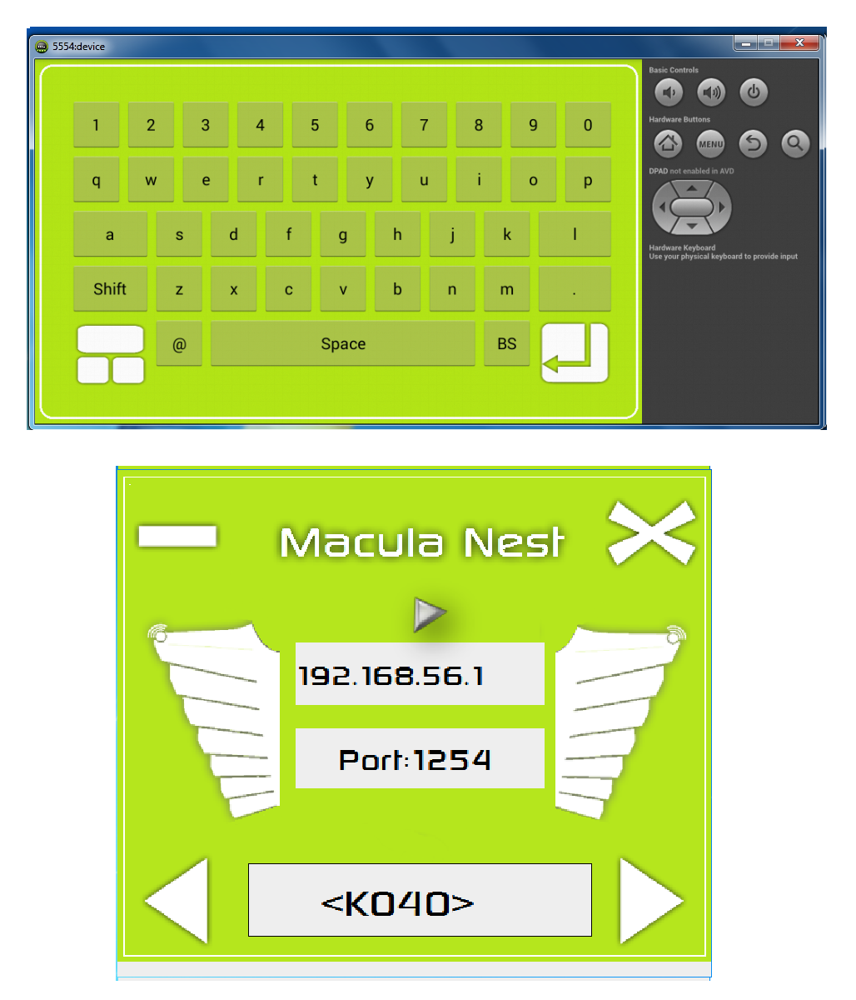 5554:device
Basic Controls
1 2 3 4 5 6 7 8 9 0
Hardware Buttons
MENU
q w e r t y u i o p
DPAD not enabled in AVD
a s d f g h j k l
Hardware Keyboard
Use your physical keyboard to provide input
Shift z x c v b n m .
@ Space BS
Macula Nest
192.168.56.1
Port:1254
<K040>